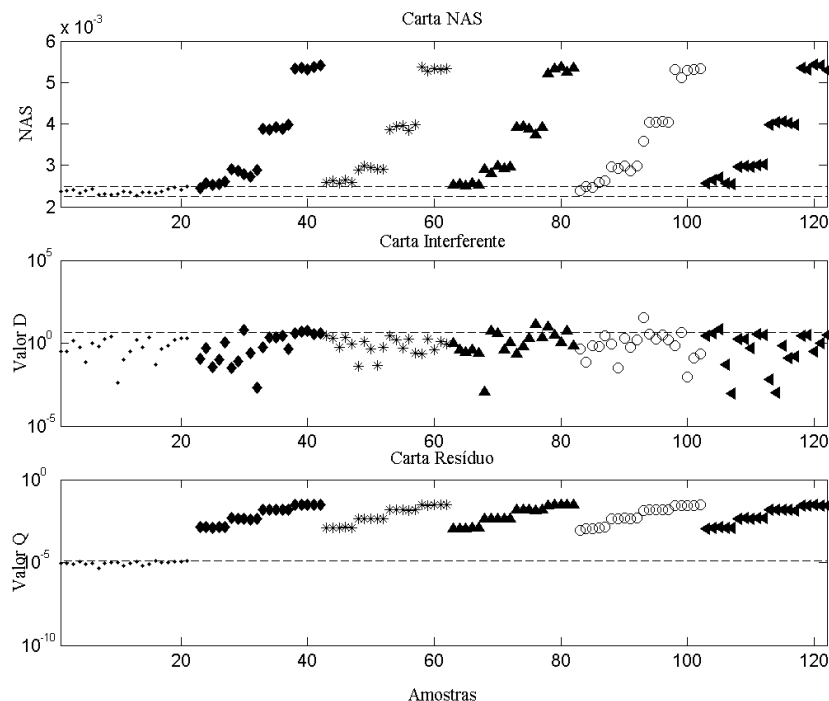 Carta NAS
x 10^-3
6
5
4
3
2
NAS
20 40 60 80 100 120
Carta Interferente
10^5
10^0
10^-5
Valor D
20 40 60 80 100 120
Carta Resíduo
10^0
10^-5
10^-10
Valor Q
20 40 60 80 100 120
Amostras